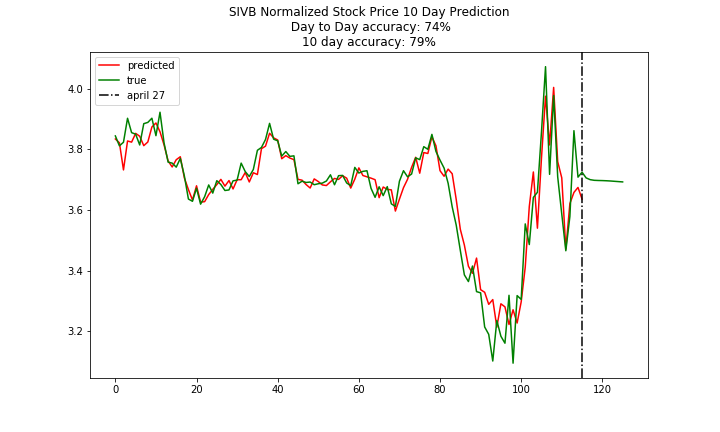 SIVB Normalized Stock Price 10 Day Prediction
Day to Day accuracy: 74%
10 day accuracy: 79%
predicted
true
april 27
4.0
3.8
3.6
3.4
3.2
0 20 40 60 80 100 120